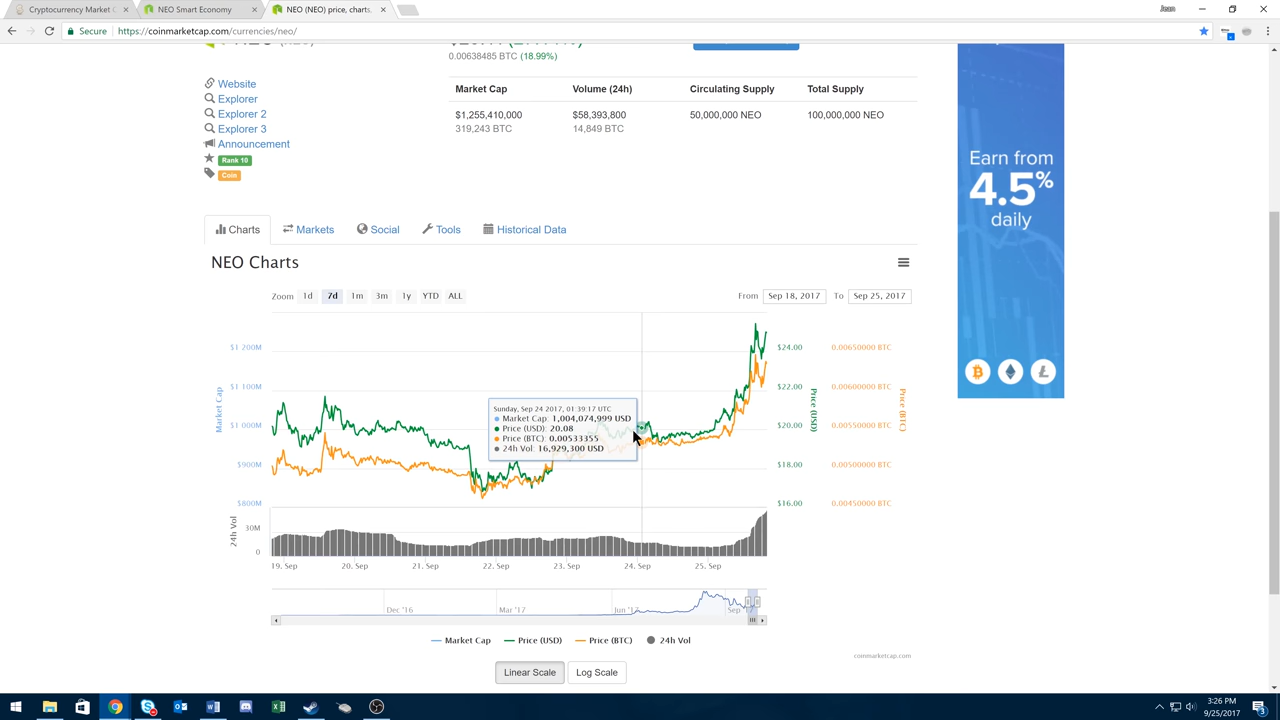 Cryptocurrency Market C
NEO Smart Economy
NEO (NEO) price, charts,
Jean
Secure
https://coinmarketcap.com/currencies/neo/
0.00638485 BTC (18.99%)
Website
Explorer
Explorer 2
Explorer 3
Announcement
Rank 10
Coin
Market Cap
Volume (24h)
Circulating Supply
Total Supply
$1,255,410,000
$58,393,800
50,000,000 NEO
100,000,000 NEO
319,243 BTC
14,849 BTC
Earn from
4.5%
daily
Charts
Markets
Social
Tools
Historical Data
NEO Charts
Zoom 1d 7d 1m 3m 1y YTD ALL
From Sep 18, 2017 To Sep 25, 2017
$1 200M
$1 100M
$1 000M
$900M
$800M
Market Cap
30M
0
24h Vol
Sunday, Sep 24 2017, 01:39:17 UTC
Market Cap: 1,004,074,999 USD
Price (USD): 20.08
Price (BTC): 0.00533355
24h Vol: 16,929,300 USD
$24.00
$22.00
$20.00
$18.00
$16.00
Price (USD)
0.00650000 BTC
0.00600000 BTC
0.00550000 BTC
0.00500000 BTC
0.00450000 BTC
Price (BTC)
19. Sep
20. Sep
21. Sep
22. Sep
23. Sep
24. Sep
25. Sep
Dec '16
Mar '17
Jun '17
Sep '17
Market Cap
Price (USD)
Price (BTC)
24h Vol
coinmarketcap.com
Linear Scale
Log Scale
3:26 PM
9/25/2017